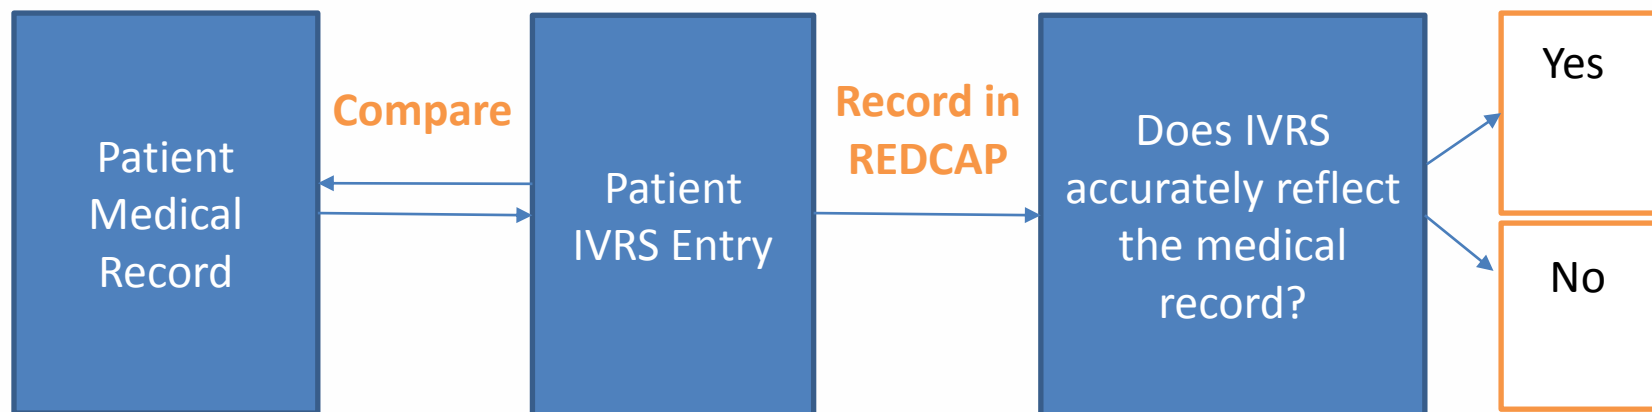 Patient
Medical
Record
Compare
Patient
IVRS Entry
Record in
REDCAP
Does IVRS
accurately reflect
the medical
record?
Yes
No